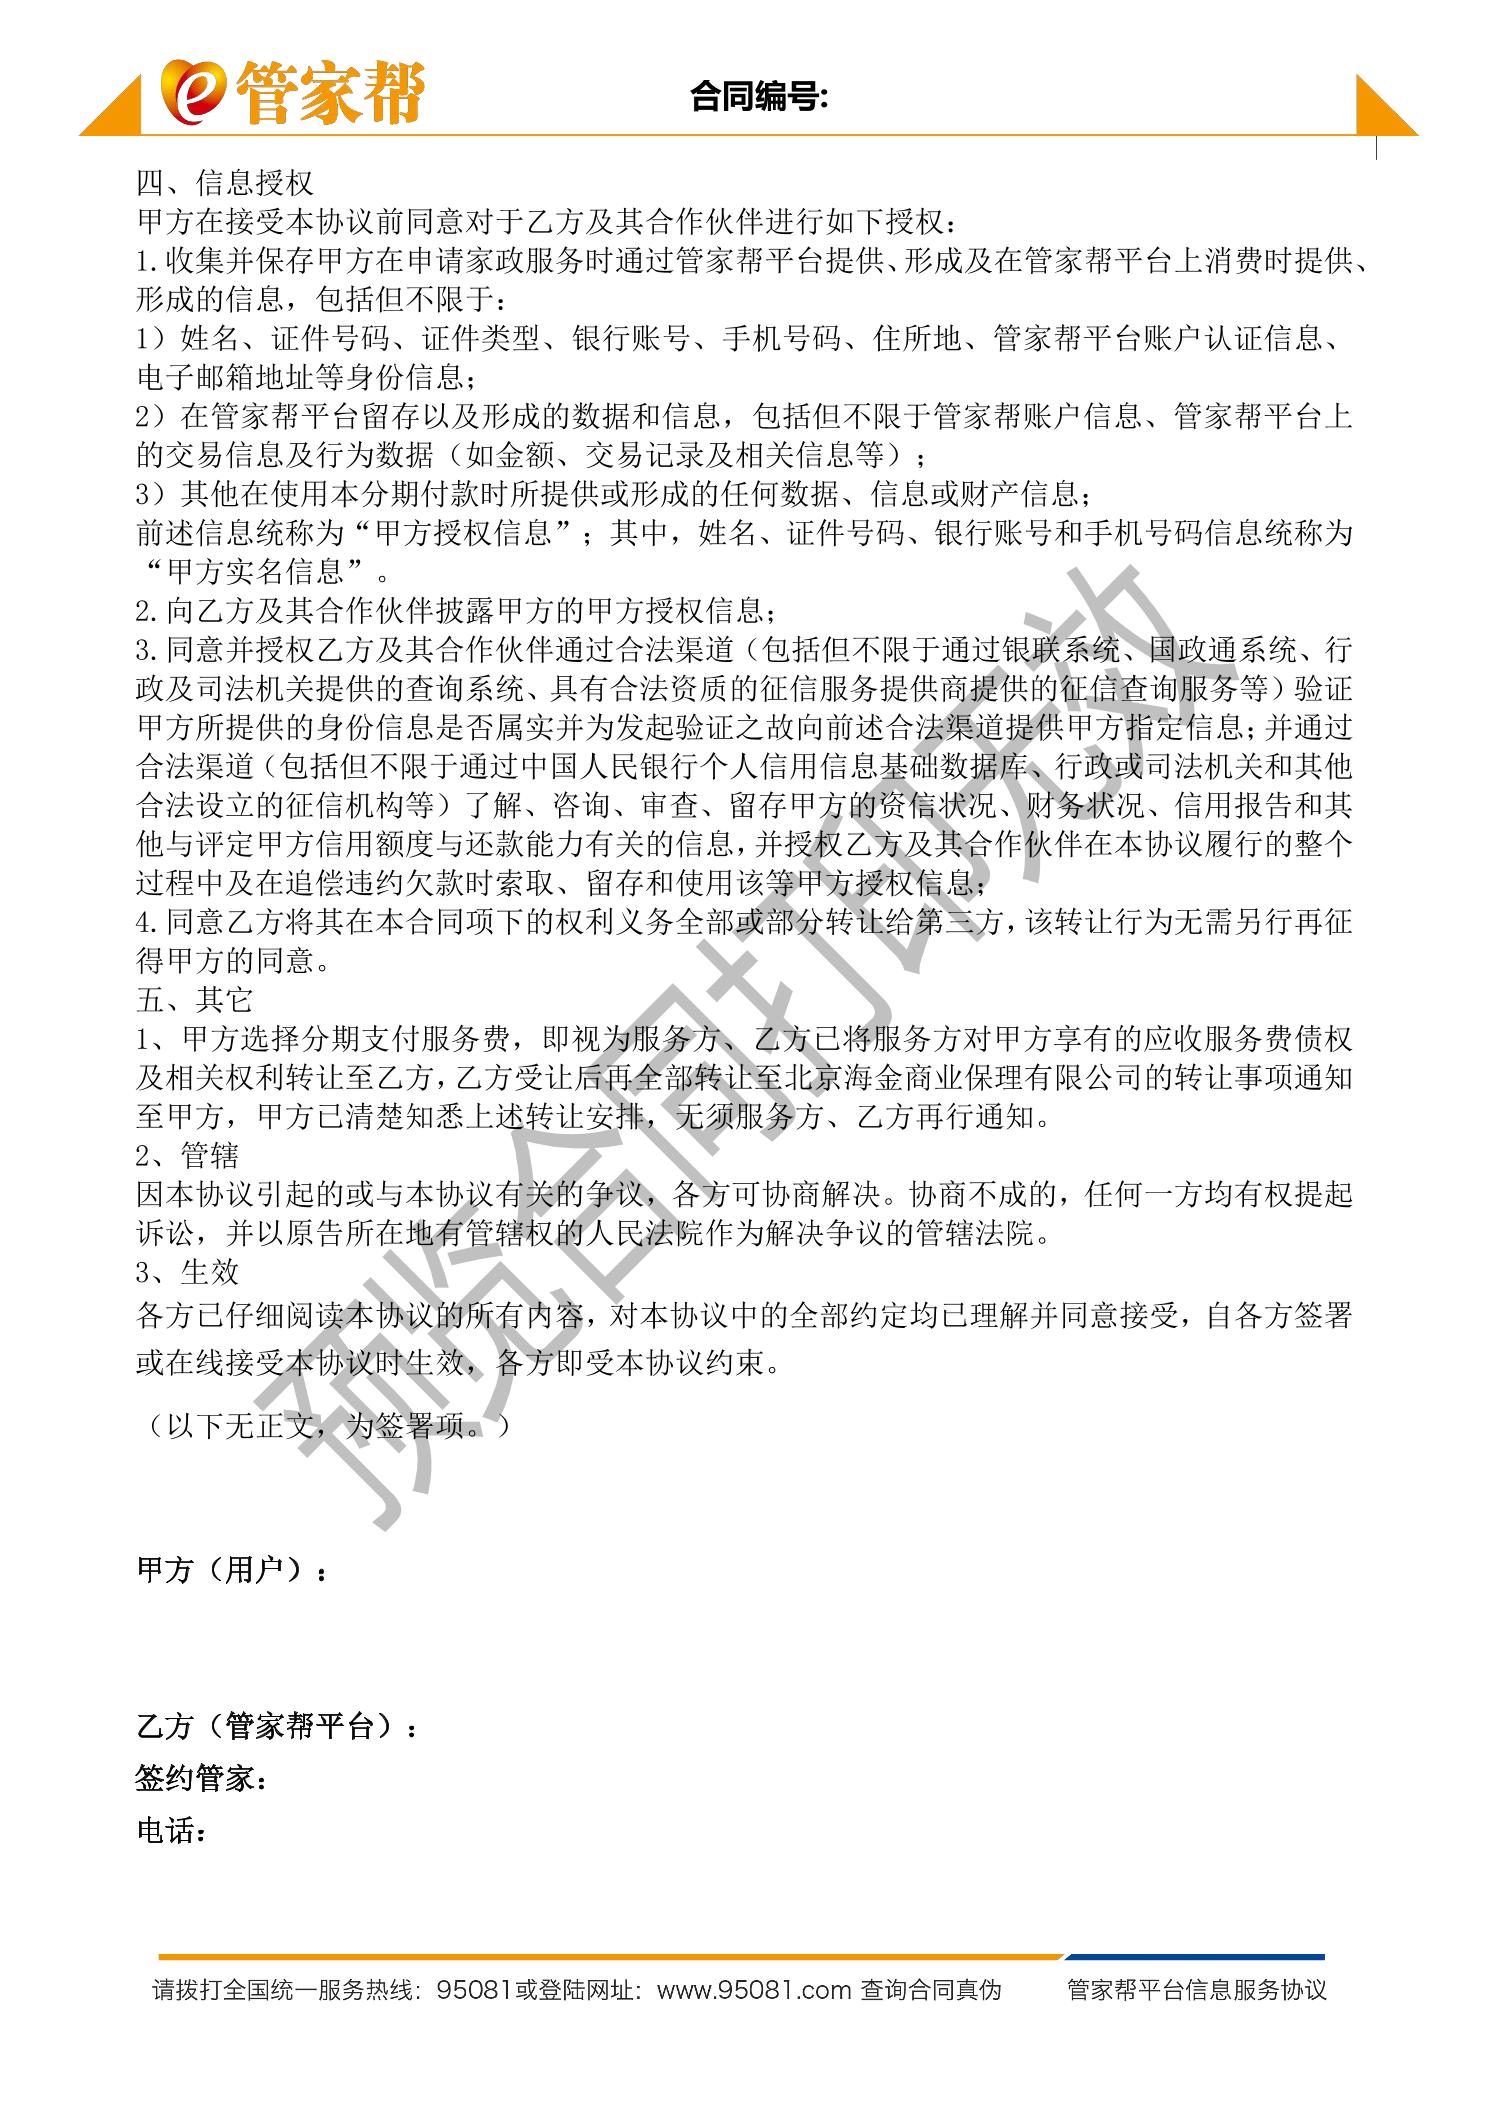 管家帮
合同编号:
四、信息授权
甲方在接受本协议前同意对于乙方及其合作伙伴进行如下授权：
1.收集并保存甲方在申请家政服务时通过管家帮平台提供、形成及在管家帮平台上消费时提供、
形成的信息，包括但不限于：
1）姓名、证件号码、证件类型、银行账号、手机号码、住所地、管家帮平台账户认证信息、
电子邮箱地址等身份信息；
2）在管家帮平台留存以及形成的数据和信息，包括但不限于管家帮账户信息、管家帮平台上
的交易信息及行为数据（如金额、交易记录及相关信息等）；
3）其他在使用本分期付款时所提供或形成的任何数据、信息或财产信息；
前述信息统称为“甲方授权信息”；其中，姓名、证件号码、银行账号和手机号码信息统称为
“甲方实名信息”。
2.向乙方及其合作伙伴披露甲方的甲方授权信息；
3.同意并授权乙方及其合作伙伴通过合法渠道（包括但不限于通过银联系统、国政通系统、行
政及司法机关提供的查询系统、具有合法资质的征信服务提供商提供的征信查询服务等）验证
甲方所提供的身份信息是否属实并为发起验证之故向前述合法渠道提供甲方指定信息；并通过
合法渠道（包括但不限于通过中国人民银行个人信用信息基础数据库、行政或司法机关和其他
合法设立的征信机构等）了解、咨询、审查、留存甲方的资信状况、财务状况、信用报告和其
他与评定甲方信用额度与还款能力有关的信息，并授权乙方及其合作伙伴在本协议履行的整个
过程中及在追偿违约欠款时索取、留存和使用该等甲方授权信息；
4.同意乙方将其在本合同项下的权利义务全部或部分转让给第三方，该转让行为无需另行再征
得甲方的同意。
五、其它
1、甲方选择分期支付服务费，即视为服务方、乙方已将服务方对甲方享有的应收服务费债权
及相关权利转让至乙方，乙方受让后再全部转让至北京海金商业保理有限公司的转让事项通知
至甲方，甲方已清楚知悉上述转让安排，无须服务方、乙方再行通知。
2、管辖
因本协议引起的或与本协议有关的争议，各方可协商解决。协商不成的，任何一方均有权提起
诉讼，并以原告所在地有管辖权的人民法院作为解决争议的管辖法院。
3、生效
各方已仔细阅读本协议的所有内容，对本协议中的全部约定均已理解并同意接受，自各方签署
或在线接受本协议时生效，各方即受本协议约束。
（以下无正文，为签署项。）
预览合同打印无效
甲方（用户）：
乙方（管家帮平台）：
签约管家：
电话：
请拨打全国统一服务热线：95081或登陆网址：www.95081.com 查询合同真伪
管家帮平台信息服务协议